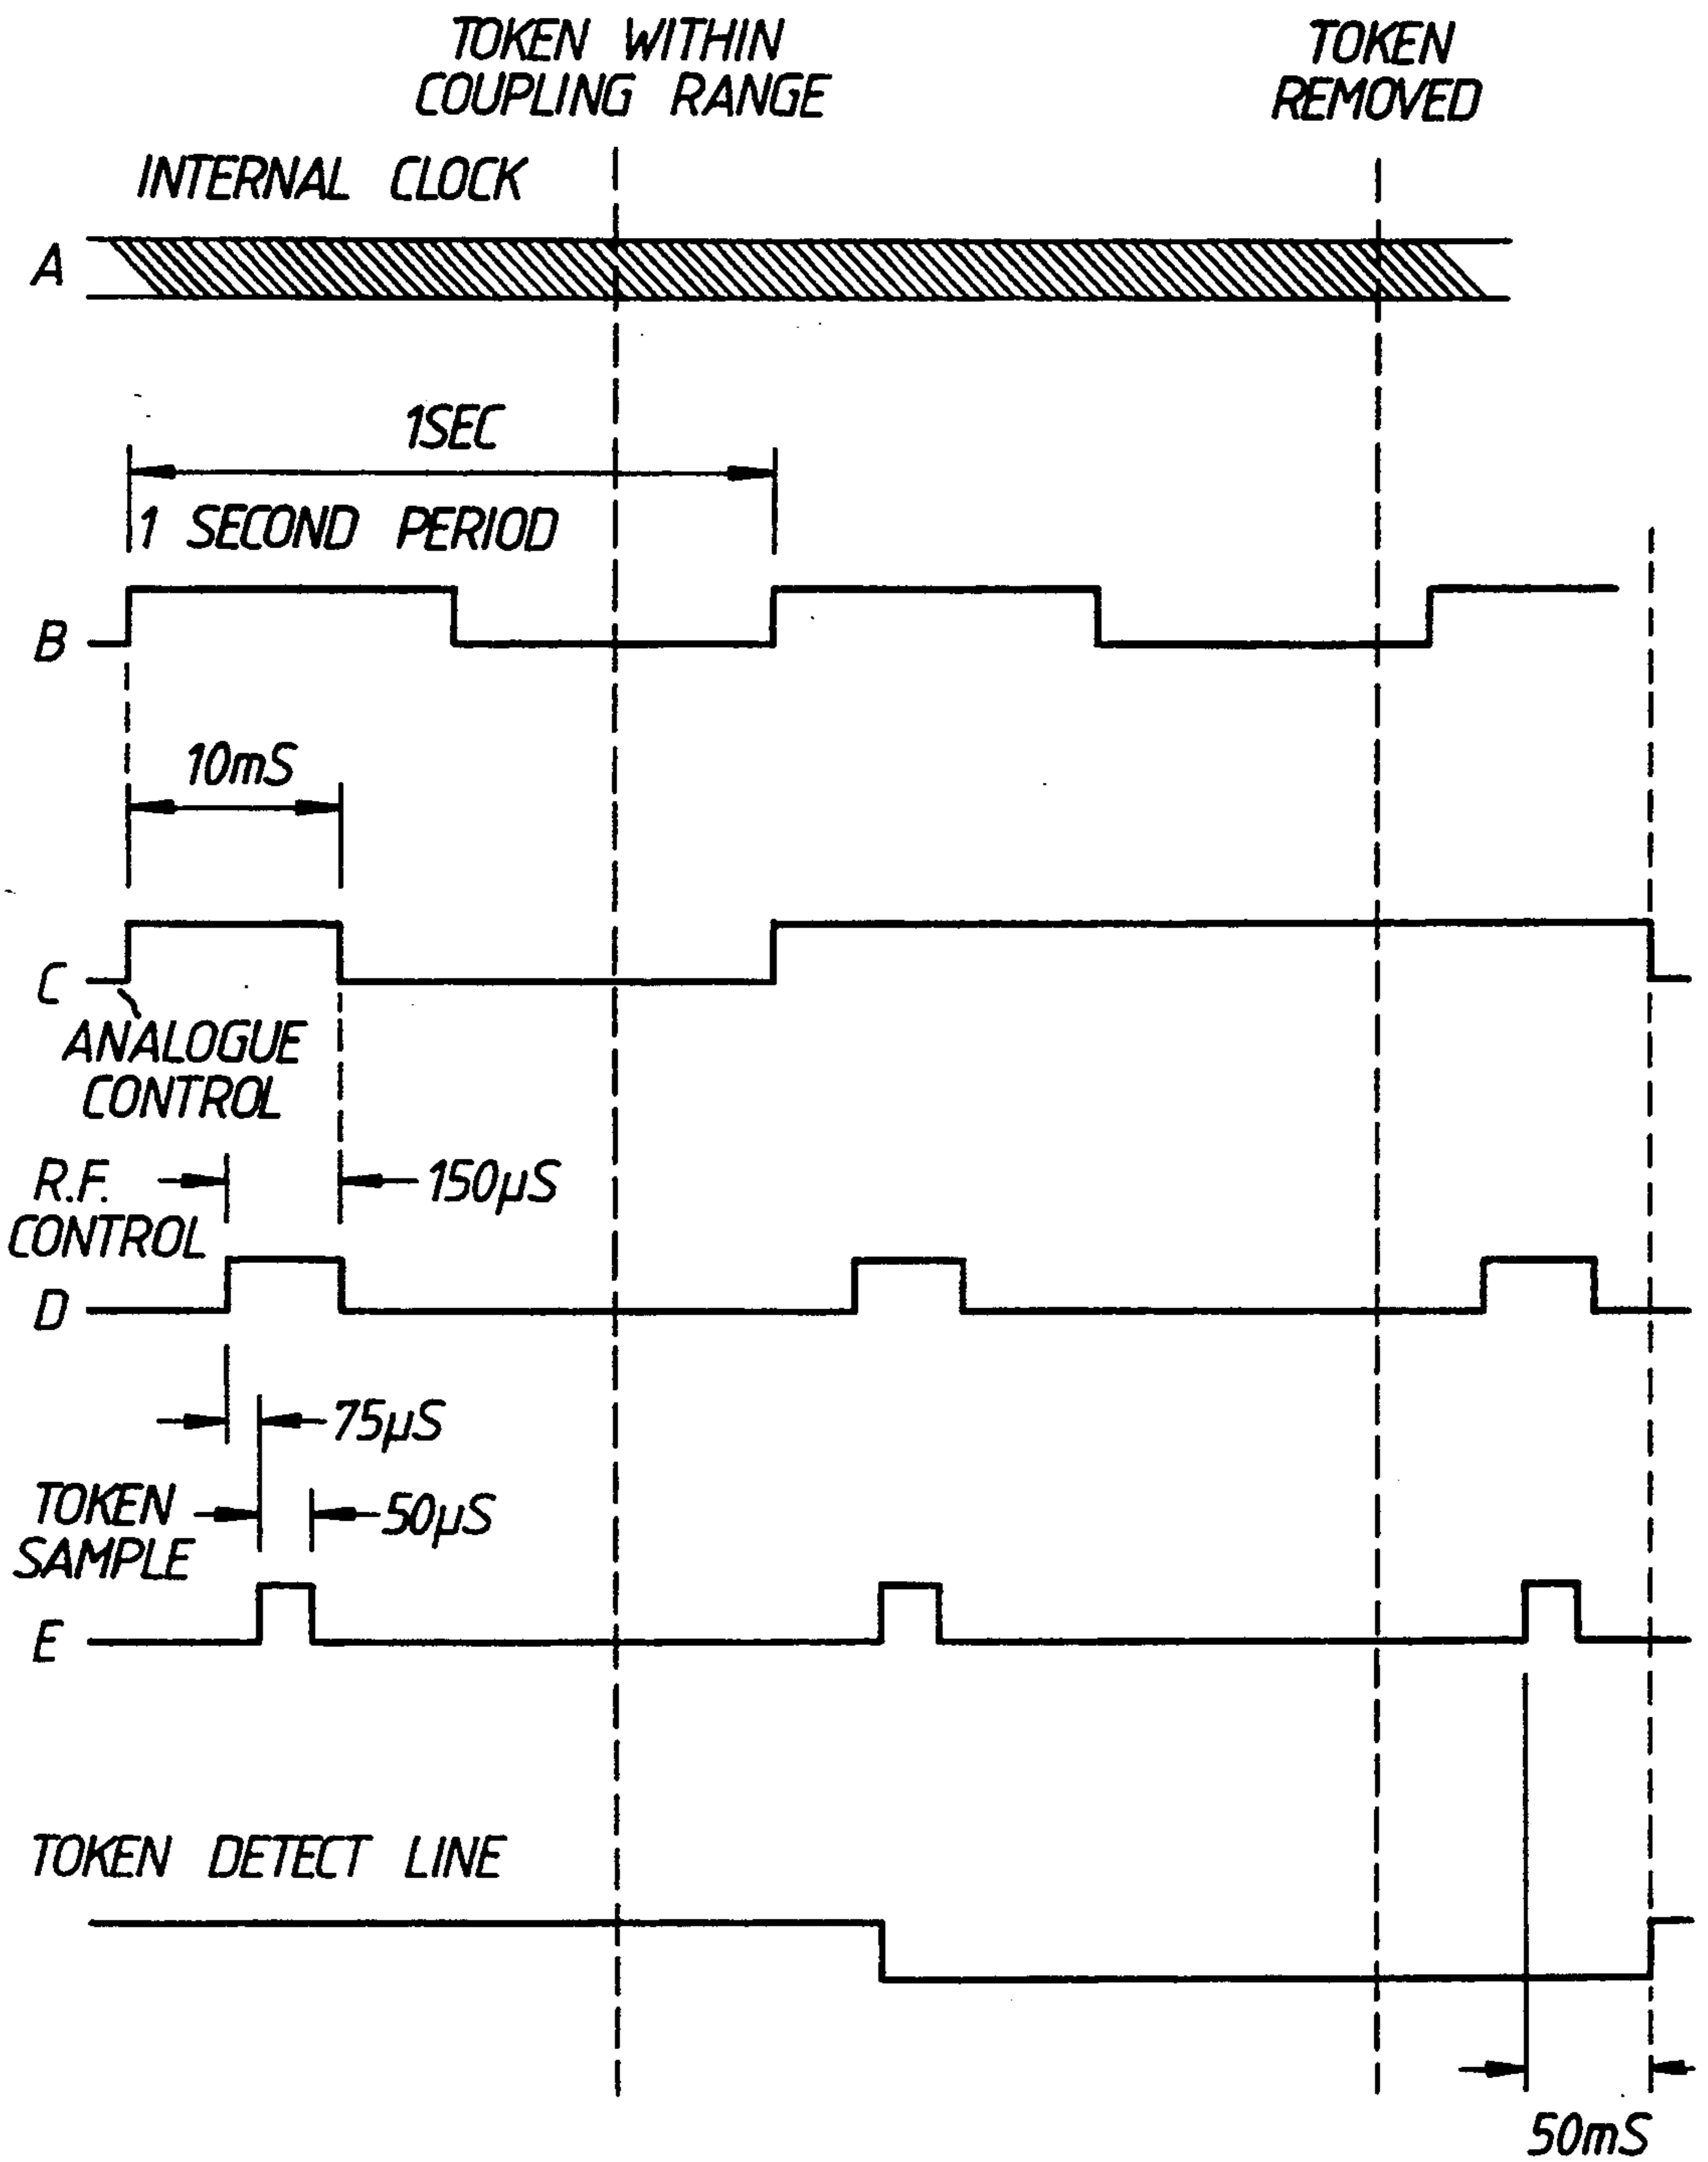 TOKEN WITHIN
COUPLING RANGE
TOKEN
REMOVED
INTERNAL CLOCK
A
1SEC
1 SECOND PERIOD
B
10mS
C
ANALOGUE
CONTROL
R.F.
CONTROL
150µS
D
75µS
TOKEN
SAMPLE
50µS
E
TOKEN DETECT LINE
50mS